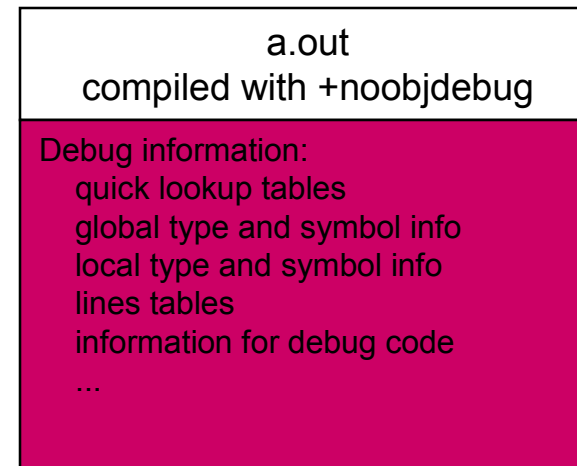 a.out
compiled with +noobjdebug
Debug information:
quick lookup tables
global type and symbol info
local type and symbol info
lines tables
information for debug code
...